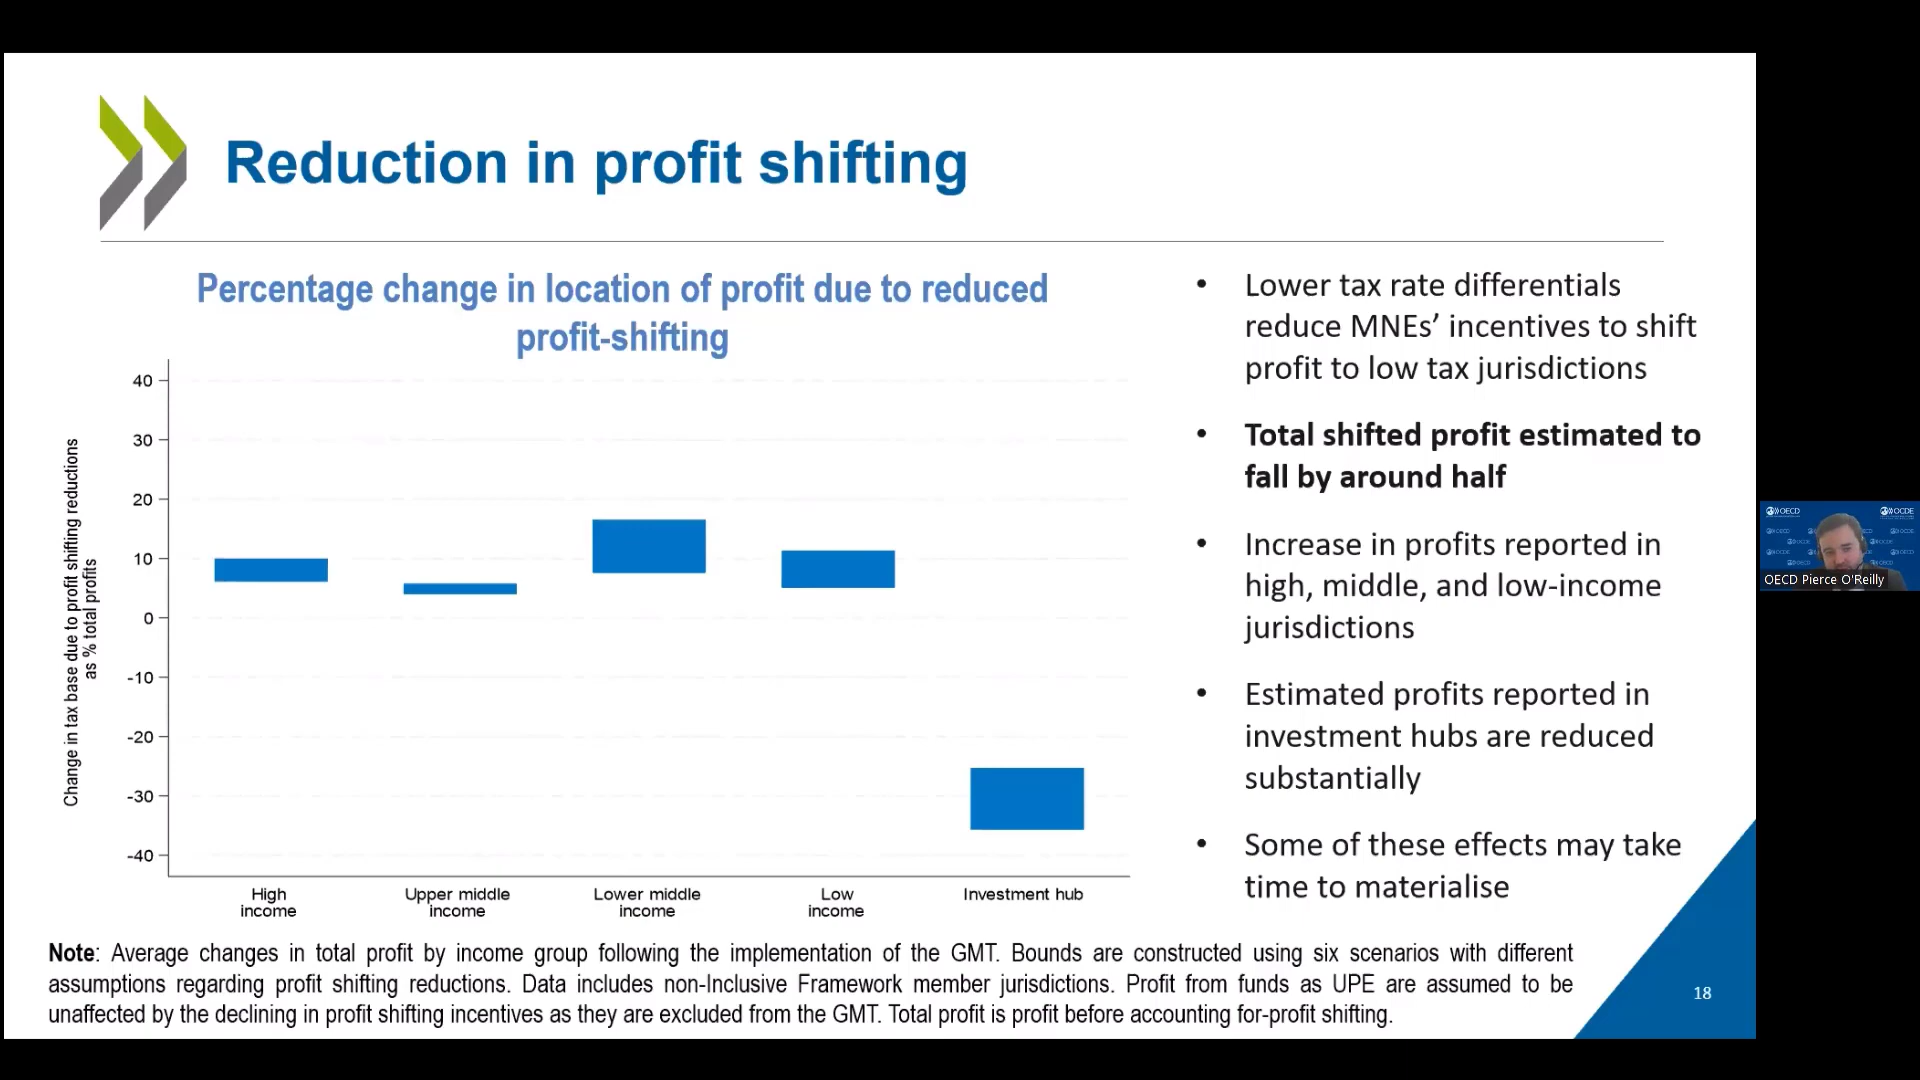 Reduction in profit shifting
Percentage change in location of profit due to reduced
profit-shifting
Change in tax base due to profit shifting reductions
as % total profits
40
30
20
10
0
-10
-20
-30
-40
High
income
Upper middle
income
Lower middle
income
Low
income
Investment hub
• Lower tax rate differentials
reduce MNEs’ incentives to shift
profit to low tax jurisdictions
• Total shifted profit estimated to
fall by around half
• Increase in profits reported in
high, middle, and low-income
jurisdictions
• Estimated profits reported in
investment hubs are reduced
substantially
• Some of these effects may take
time to materialise
Note: Average changes in total profit by income group following the implementation of the GMT. Bounds are constructed using six scenarios with different
assumptions regarding profit shifting reductions. Data includes non-Inclusive Framework member jurisdictions. Profit from funds as UPE are assumed to be
unaffected by the declining in profit shifting incentives as they are excluded from the GMT. Total profit is profit before accounting for-profit shifting.
18
OECD
OCDE
OECD Pierce O'Reilly